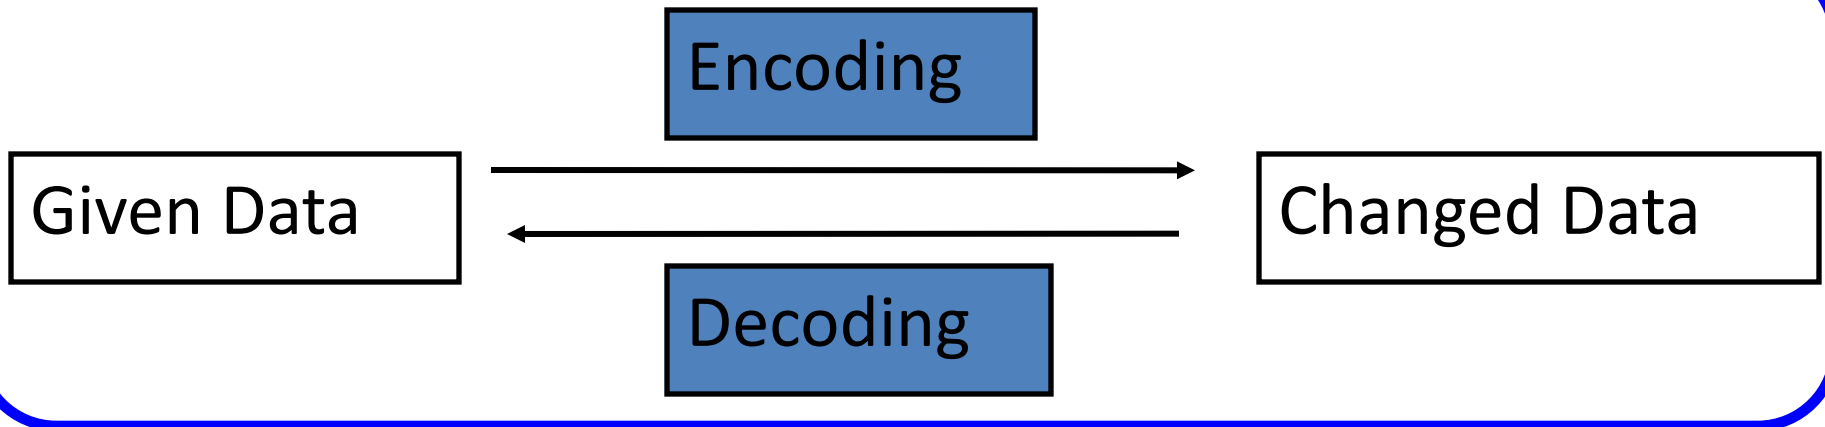 Encoding
Given Data
Changed Data
Decoding